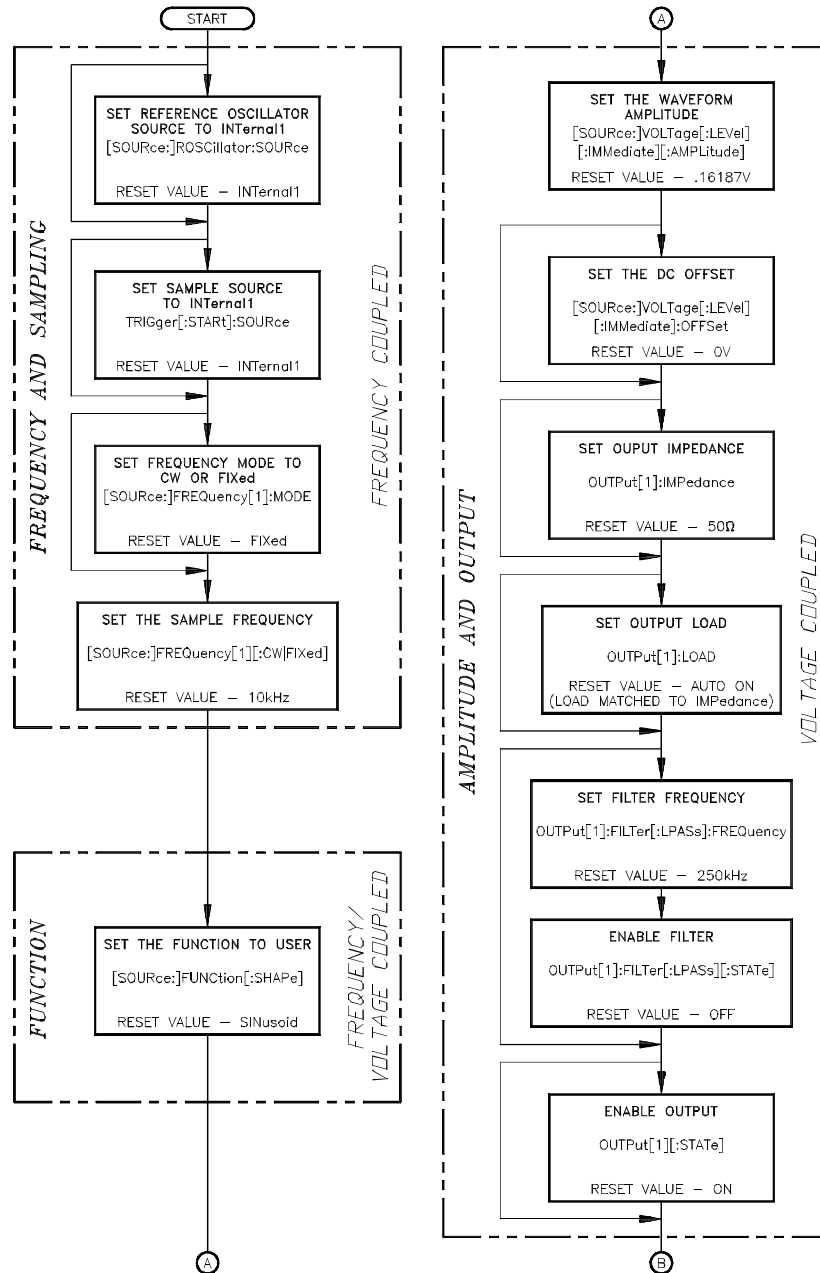 START
FREQUENCY AND SAMPLING
FREQUENCY COUPLED
SET REFERENCE OSCILLATOR
SOURCE TO INTernal1
[SOURce:]ROSCillator:SOURce
RESET VALUE – INTernal1
SET SAMPLE SOURCE
TO INTernal1
TRIGger[:STARt]:SOURce
RESET VALUE – INTernal1
SET FREQUENCY MODE TO
CW OR FIXed
[SOURce:]FREQuency[1]:MODE
RESET VALUE – FIXed
SET THE SAMPLE FREQUENCY
[SOURce:]FREQuency[1][:CW|FIXed]
RESET VALUE – 10kHz
FUNCTION
FREQUENCY/
VOLTAGE COUPLED
SET THE FUNCTION TO USER
[SOURce:]FUNCtion[:SHAPe]
RESET VALUE – SINusoid
A
A
AMPLITUDE AND OUTPUT
VOLTAGE COUPLED
SET THE WAVEFORM
AMPLITUDE
[SOURce:]VOLTage[:LEVel]
[:IMMediate][:AMPLitude]
RESET VALUE – .16187V
SET THE DC OFFSET
[SOURce:]VOLTage[:LEVel]
[:IMMediate]:OFFSet
RESET VALUE – 0V
SET OUPUT IMPEDANCE
OUTPut[1]:IMPedance
RESET VALUE – 50Ω
SET OUTPUT LOAD
OUTPut[1]:LOAD
RESET VALUE – AUTO ON
(LOAD MATCHED TO IMPedance)
SET FILTER FREQUENCY
OUTPut[1]:FILTer[:LPASs]:FREQuency
RESET VALUE – 250kHz
ENABLE FILTER
OUTPut[1]:FILTer[:LPASs][:STATe]
RESET VALUE – OFF
ENABLE OUTPUT
OUTPut[1][:STATe]
RESET VALUE – ON
B